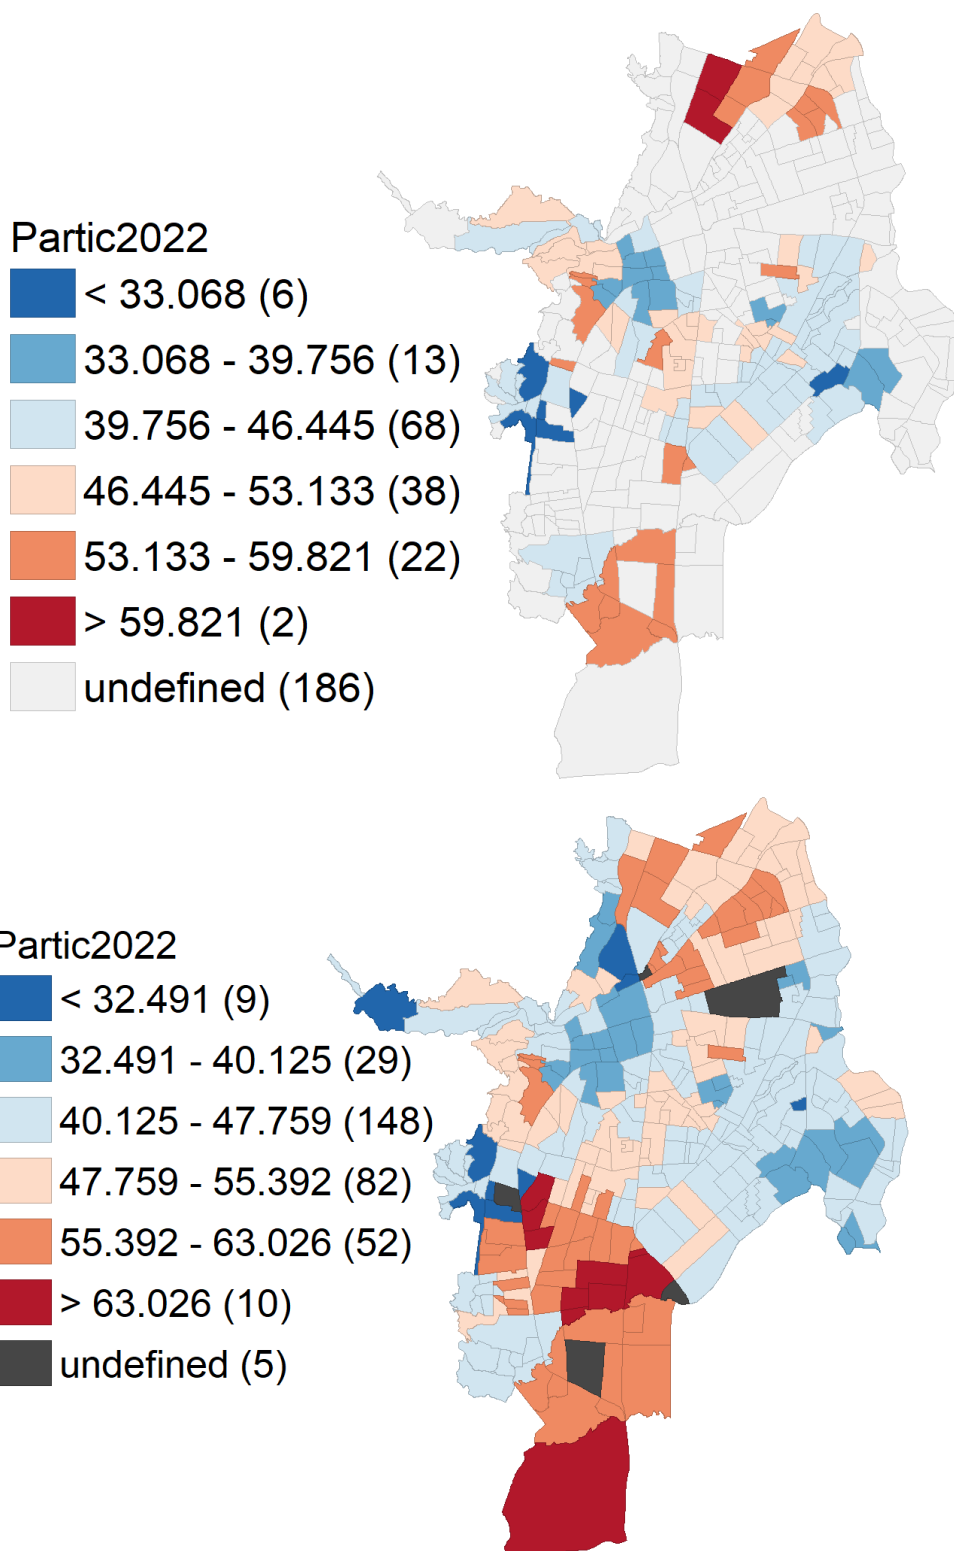 Partic2022
< 33.068 (6)
33.068 - 39.756 (13)
39.756 - 46.445 (68)
46.445 - 53.133 (38)
53.133 - 59.821 (22)
> 59.821 (2)
undefined (186)
Partic2022
< 32.491 (9)
32.491 - 40.125 (29)
40.125 - 47.759 (148)
47.759 - 55.392 (82)
55.392 - 63.026 (52)
> 63.026 (10)
undefined (5)